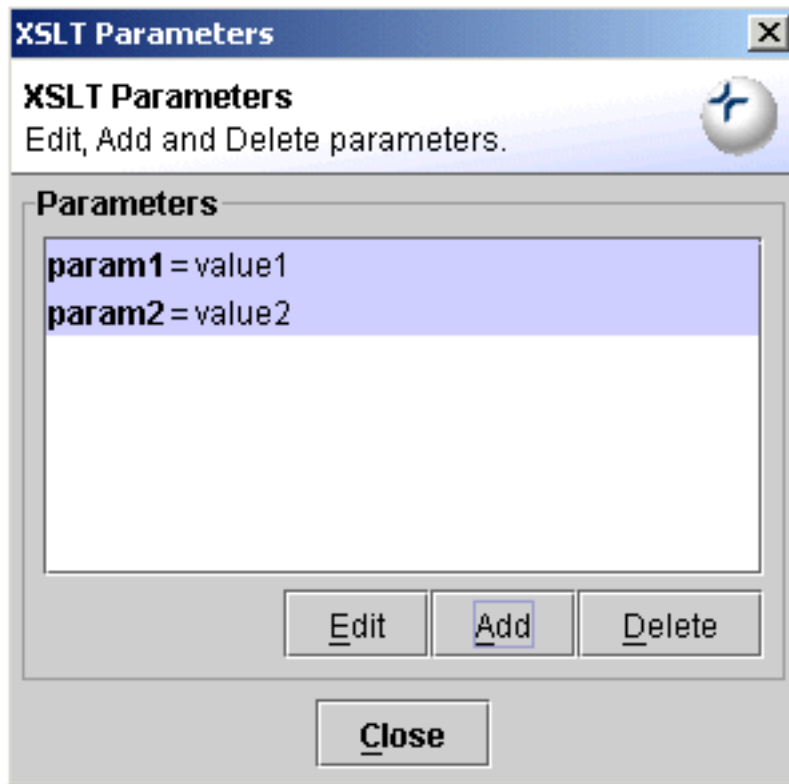 XSLT Parameters
XSLT Parameters
Edit, Add and Delete parameters.
Parameters
param1 = value1
param2 = value2
Edit Add Delete
Close